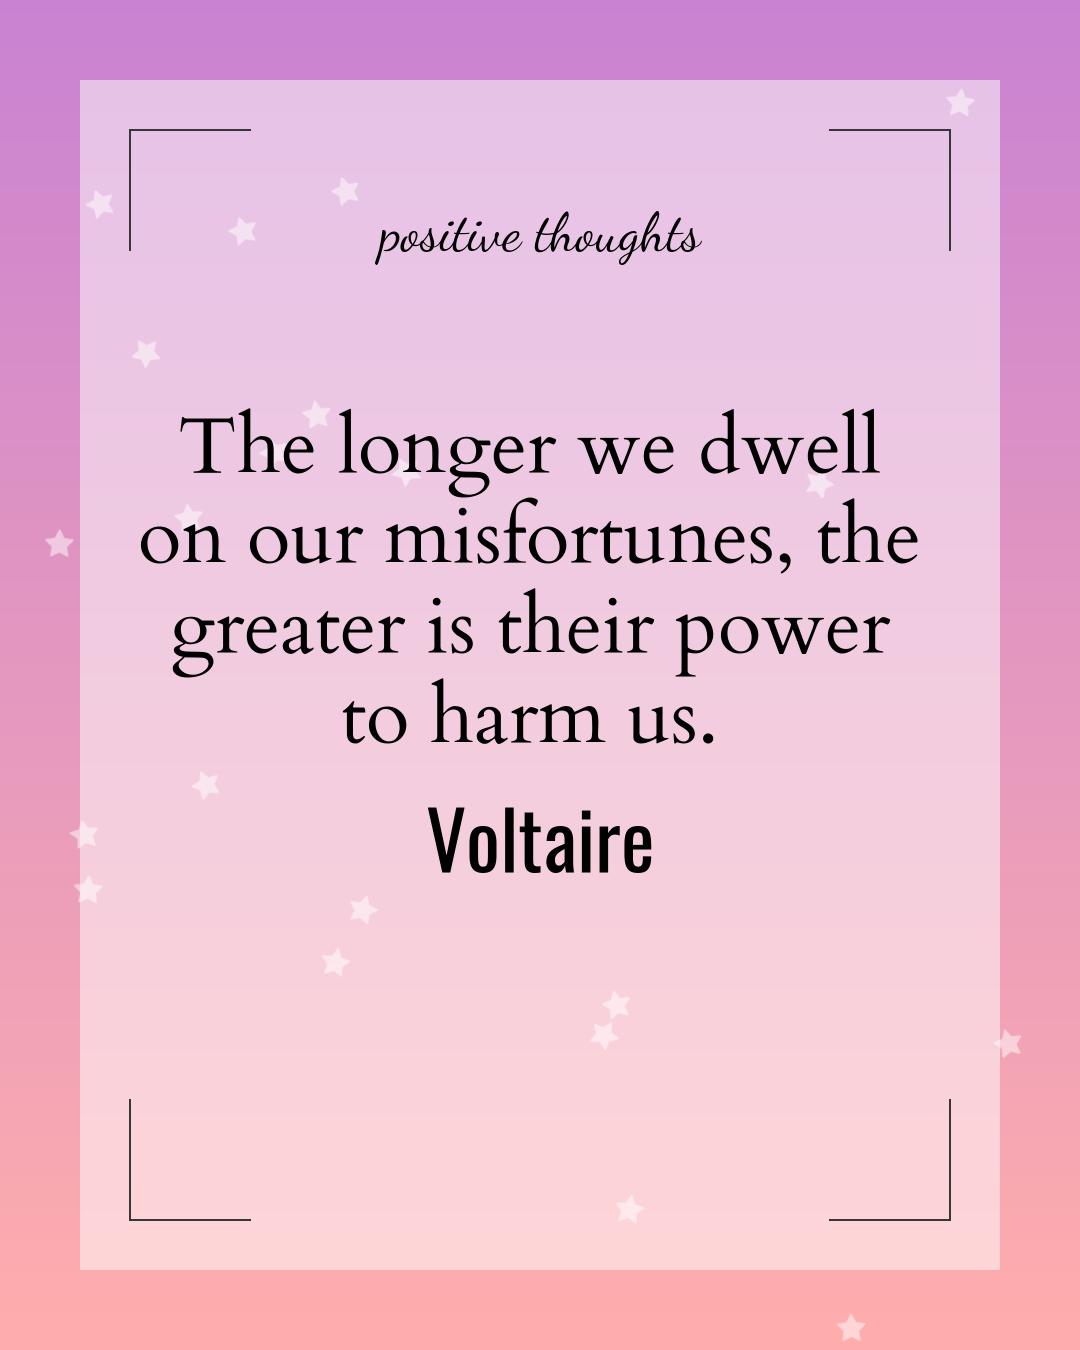 positive thoughts
The longer we dwell
on our misfortunes, the
greater is their power
to harm us.
Voltaire